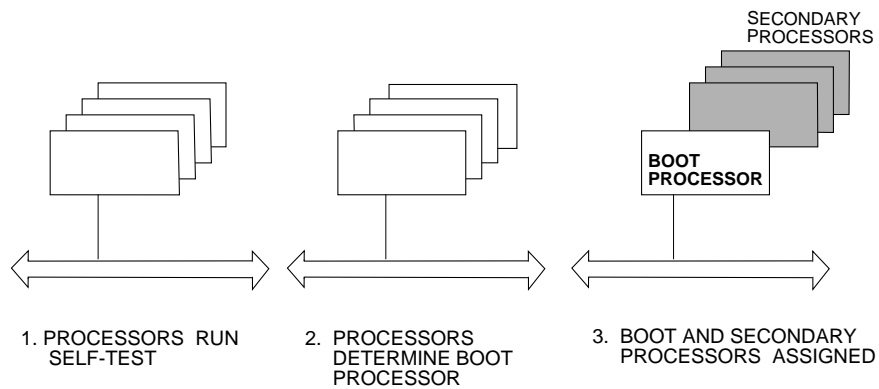 SECONDARY
PROCESSORS
BOOT
PROCESSOR
1. PROCESSORS RUN
SELF-TEST
2. PROCESSORS
DETERMINE BOOT
PROCESSOR
3. BOOT AND SECONDARY
PROCESSORS ASSIGNED